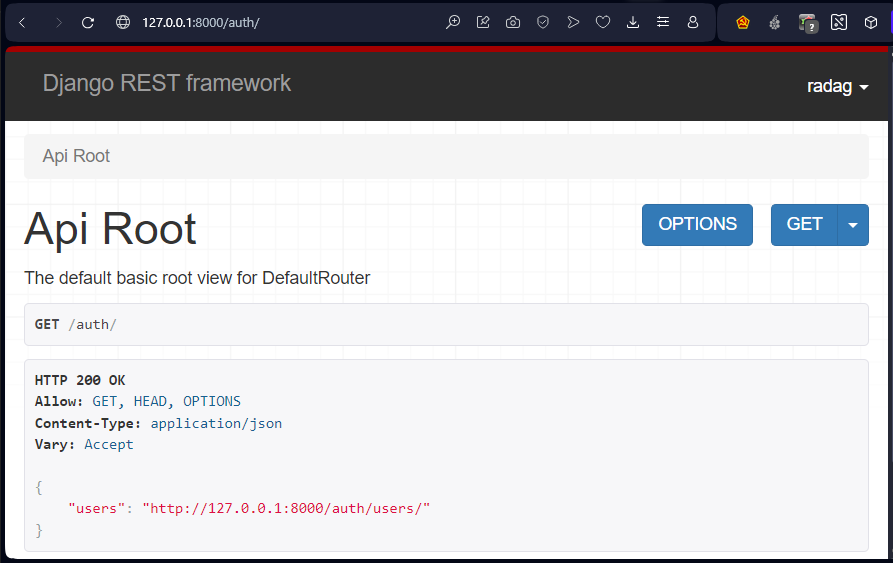 127.0.0.1:8000/auth/
Django REST framework
radag
Api Root
Api Root
OPTIONS
GET
The default basic root view for DefaultRouter
GET /auth/
HTTP 200 OK
Allow: GET, HEAD, OPTIONS
Content-Type: application/json
Vary: Accept
{
    "users": "http://127.0.0.1:8000/auth/users/"
}